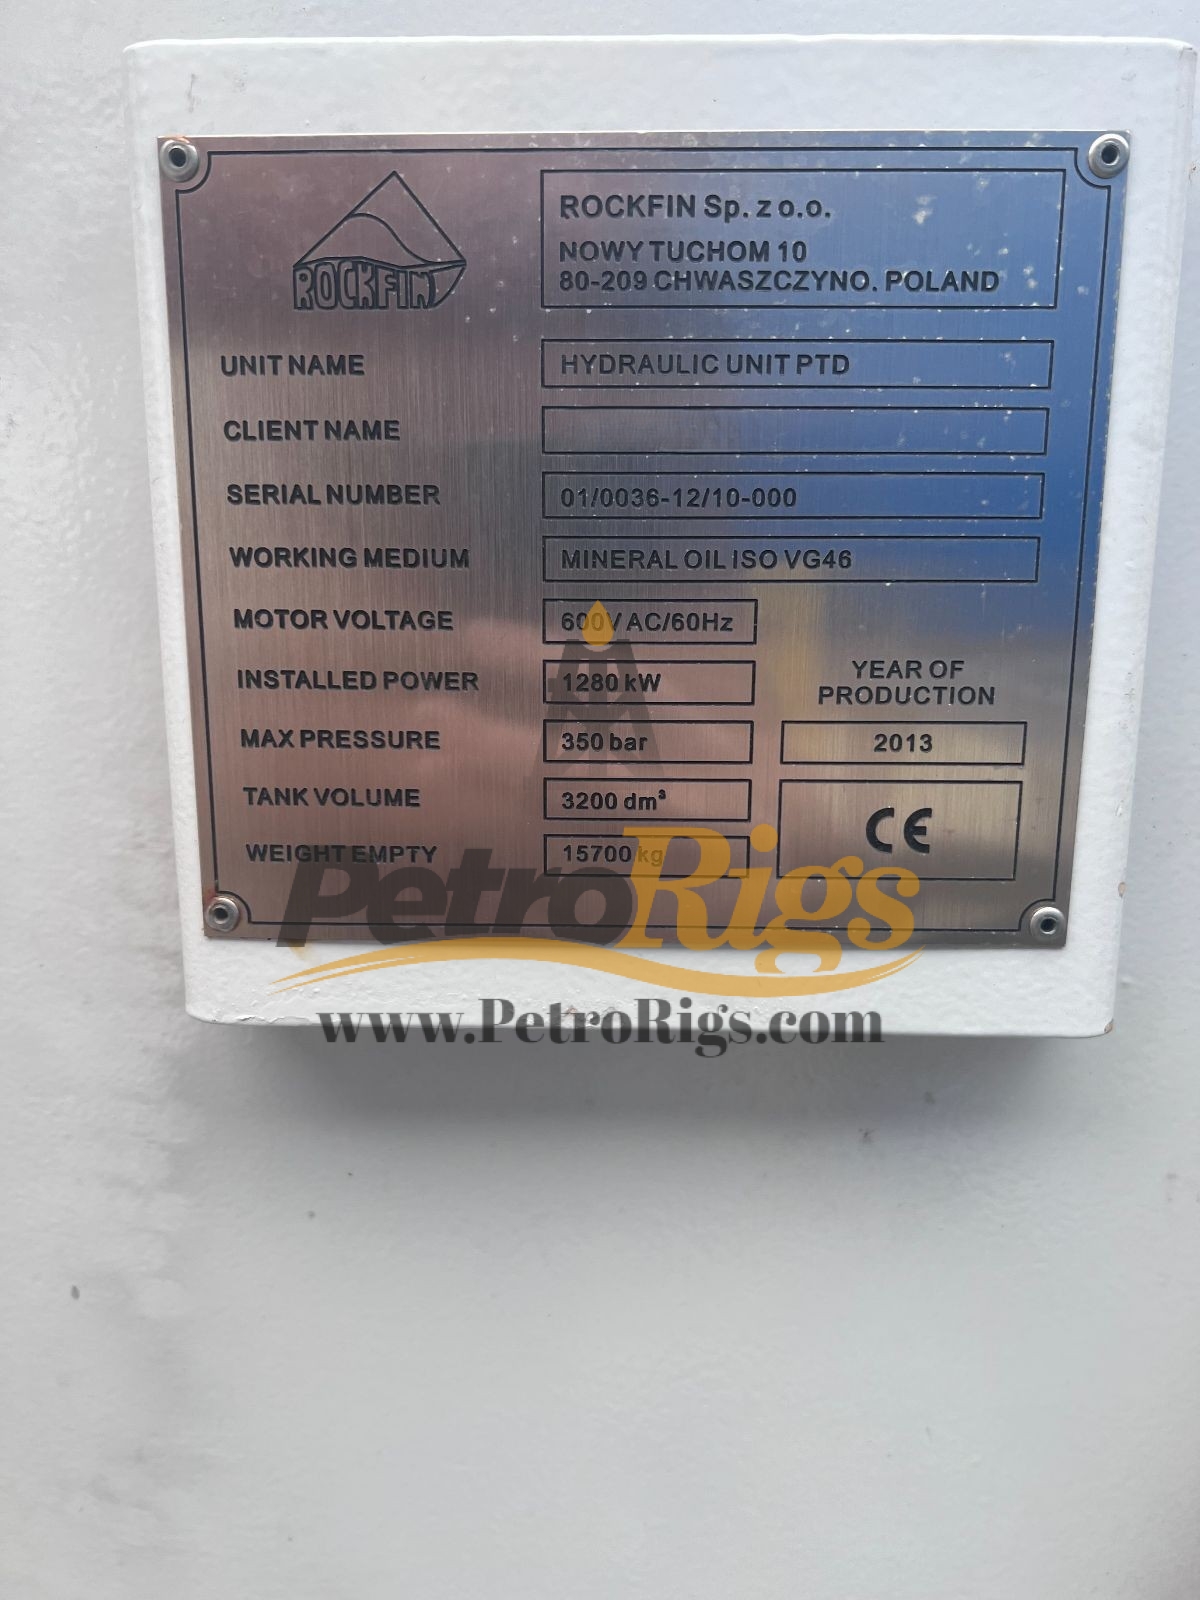 ROCKFIN
ROCKFIN Sp. z o.o.
NOWY TUCHOM 10
80-209 CHWASZCZYNO. POLAND
UNIT NAME HYDRAULIC UNIT PTD
CLIENT NAME
SERIAL NUMBER 01/0036-12/10-000
WORKING MEDIUM MINERAL OIL ISO VG46
MOTOR VOLTAGE 600V AC/60Hz
INSTALLED POWER 1280 kW
MAX PRESSURE 350 bar
TANK VOLUME 3200 dm³
WEIGHT EMPTY 15700 kg
YEAR OF
PRODUCTION
2013
CE
PetroRigs
www.PetroRigs.com